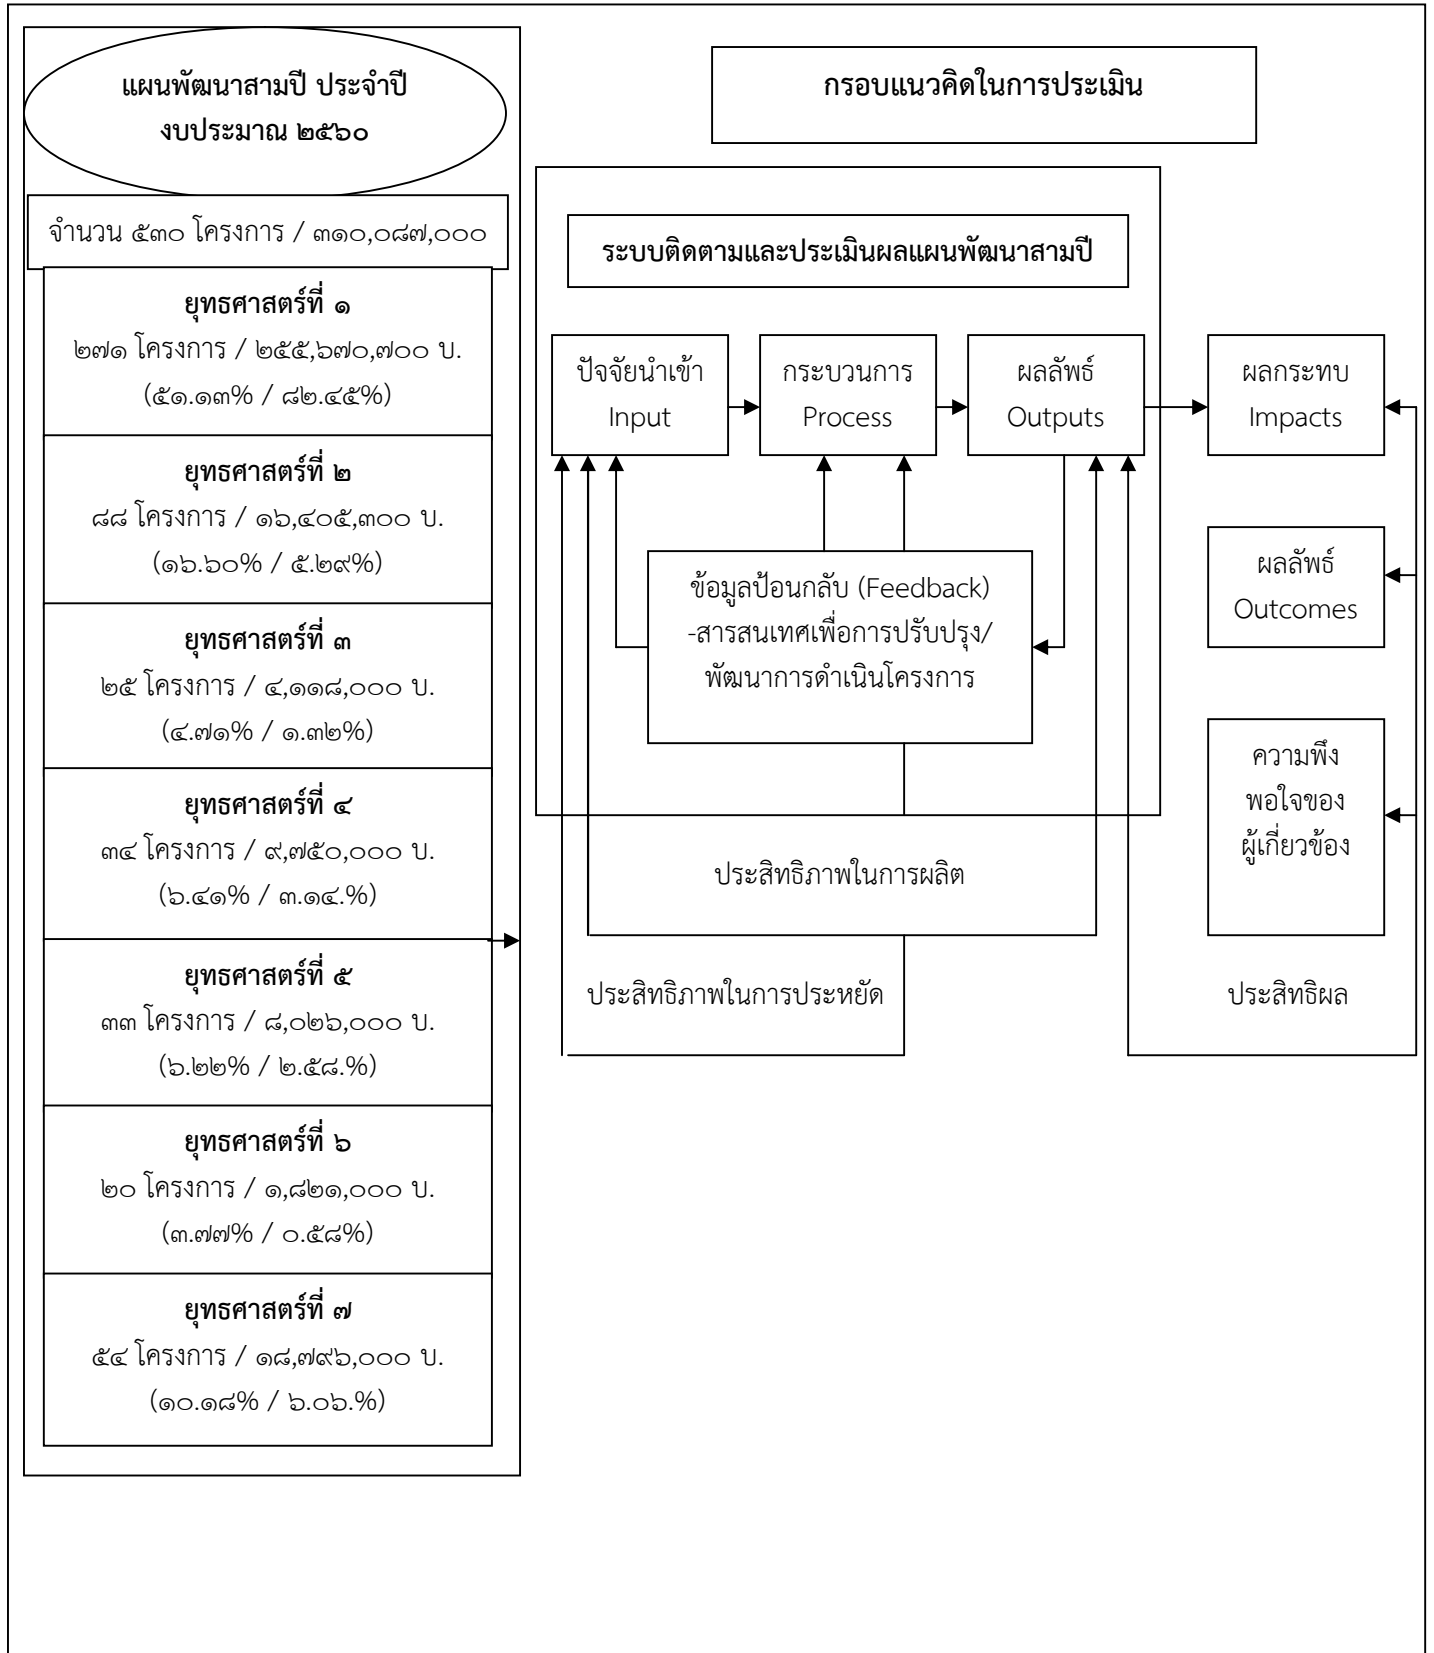 แผนพัฒนาสามปี ประจำปี
งบประมาณ ๒๕๖๐
จำนวน ๕๓๐ โครงการ / ๓๑๐,๐๘๗,๐๐๐
ยุทธศาสตร์ที่ ๑
๒๗๑ โครงการ / ๒๕๕,๖๗๐,๗๐๐ บ.
(๕๑.๑๓% / ๘๒.๔๕%)
ยุทธศาสตร์ที่ ๒
๘๘ โครงการ / ๑๖,๔๐๕,๓๐๐ บ.
(๑๖.๖๐% / ๕.๒๙%)
ยุทธศาสตร์ที่ ๓
๒๕ โครงการ / ๔,๑๑๘,๐๐๐ บ.
(๔.๗๑% / ๑.๓๒%)
ยุทธศาสตร์ที่ ๔
๓๔ โครงการ / ๙,๗๕๐,๐๐๐ บ.
(๖.๔๑% / ๓.๑๔.%)
ยุทธศาสตร์ที่ ๕
๓๓ โครงการ / ๘,๐๒๖,๐๐๐ บ.
(๖.๒๒% / ๒.๕๘.%)
ยุทธศาสตร์ที่ ๖
๒๐ โครงการ / ๑,๘๒๑,๐๐๐ บ.
(๓.๗๗% / ๐.๕๘%)
ยุทธศาสตร์ที่ ๗
๕๔ โครงการ / ๑๘,๗๙๖,๐๐๐ บ.
(๑๐.๑๘% / ๖.๐๖.%)
กรอบแนวคิดในการประเมิน
ระบบติดตามและประเมินผลแผนพัฒนาสามปี
ปัจจัยนำเข้า
Input
กระบวนการ
Process
ผลลัพธ์
Outputs
ผลกระทบ
Impacts
ข้อมูลป้อนกลับ (Feedback)
-สารสนเทศเพื่อการปรับปรุง/
พัฒนาการดำเนินโครงการ
ผลลัพธ์
Outcomes
ความพึง
พอใจของ
ผู้เกี่ยวข้อง
ประสิทธิภาพในการผลิต
ประสิทธิภาพในการประหยัด
ประสิทธิผล